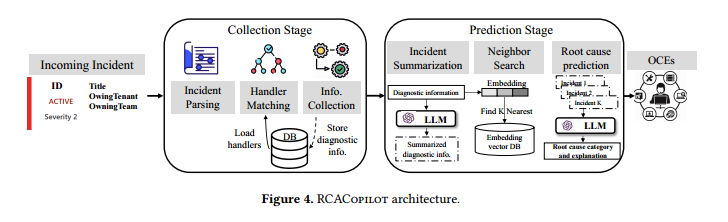 Collection Stage
Prediction Stage
Incoming Incident
ID
ACTIVE
Severity 2
Title
OwingTenant
OwningTeam
Incident
Parsing
Handler
Matching
Info.
Collection
Load
handlers
DB
Store
diagnostic
info.
Incident
Summarization
Neighbor
Search
Root cause
prediction
Diagnostic information
LLM
Summarized
diagnostic info.
Embedding
Find K Nearest
Embedding
vector DB
Incident 1
Incident 2
Incident K
LLM
Root cause category
and explanation
OCEs
Figure 4. RCACOPILOT architecture.